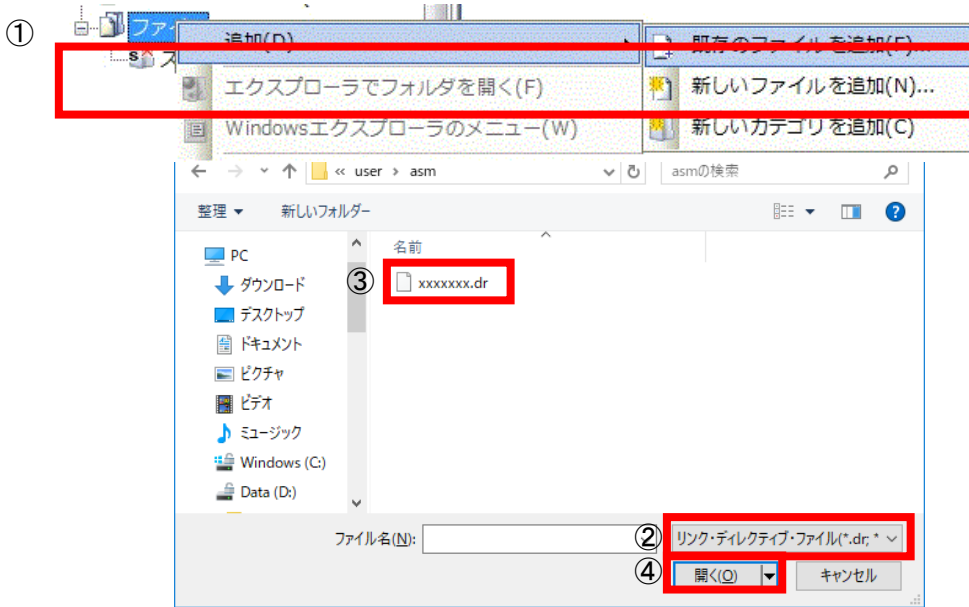 ①
ファイ
追加(D)
既存のファイルを追加(F)...
ス
エクスプローラでフォルダを開く(F)
新しいファイルを追加(N)...
Windowsエクスプローラのメニュー(W)
新しいカテゴリを追加(C)
« user › asm
asmの検索
整理
新しいフォルダー
PC
名前
ダウンロード
③
xxxxxxx.dr
デスクトップ
ドキュメント
ピクチャ
ビデオ
ミュージック
Windows (C:)
Data (D:)
ファイル名(N):
②
リンク・ディレクティブ・ファイル(*.dr; *
④
開く(O)
キャンセル